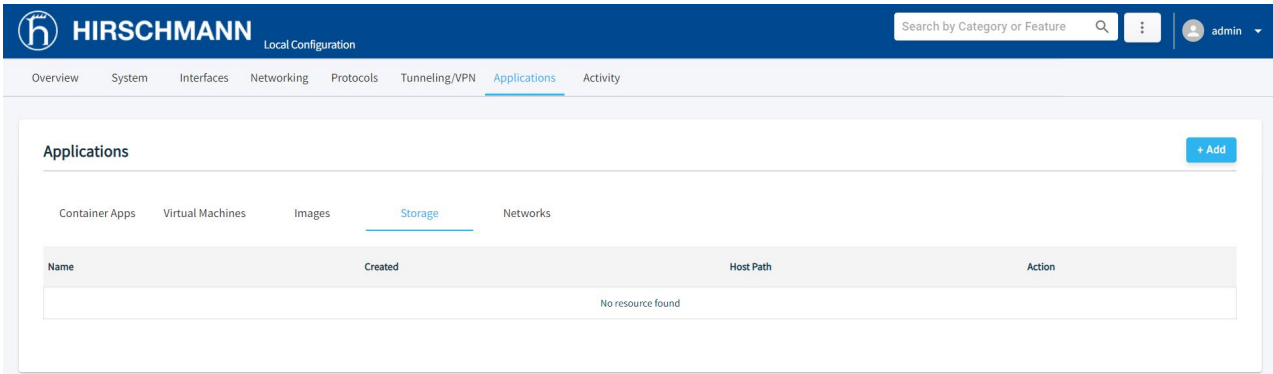 HIRSCHMANN
Local Configuration
Search by Category or Feature
admin
Overview System Interfaces Networking Protocols Tunneling/VPN Applications Activity
Applications
+ Add
Container Apps Virtual Machines Images Storage Networks
Name Created Host Path Action
No resource found